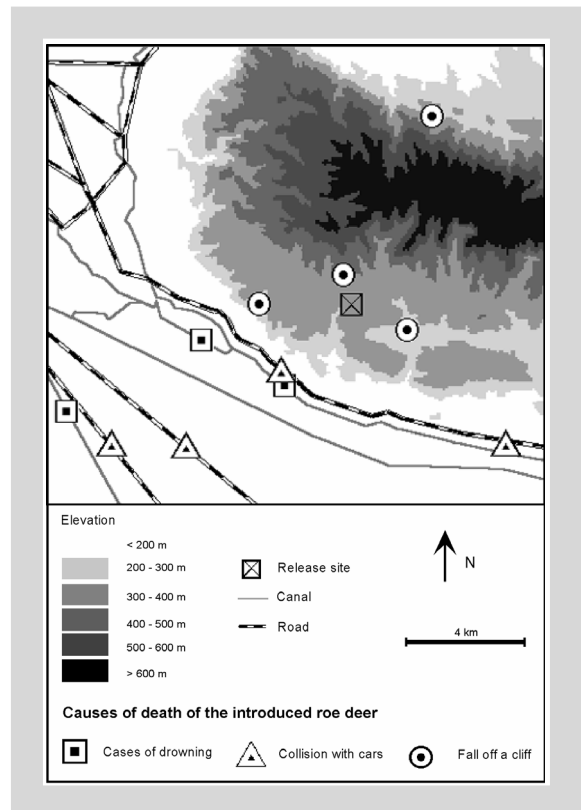 Elevation
< 200 m
200 - 300 m
300 - 400 m
400 - 500 m
500 - 600 m
> 600 m
Release site
Canal
Road
N
4 km
Causes of death of the introduced roe deer
Cases of drowning
Collision with cars
Fall off a cliff